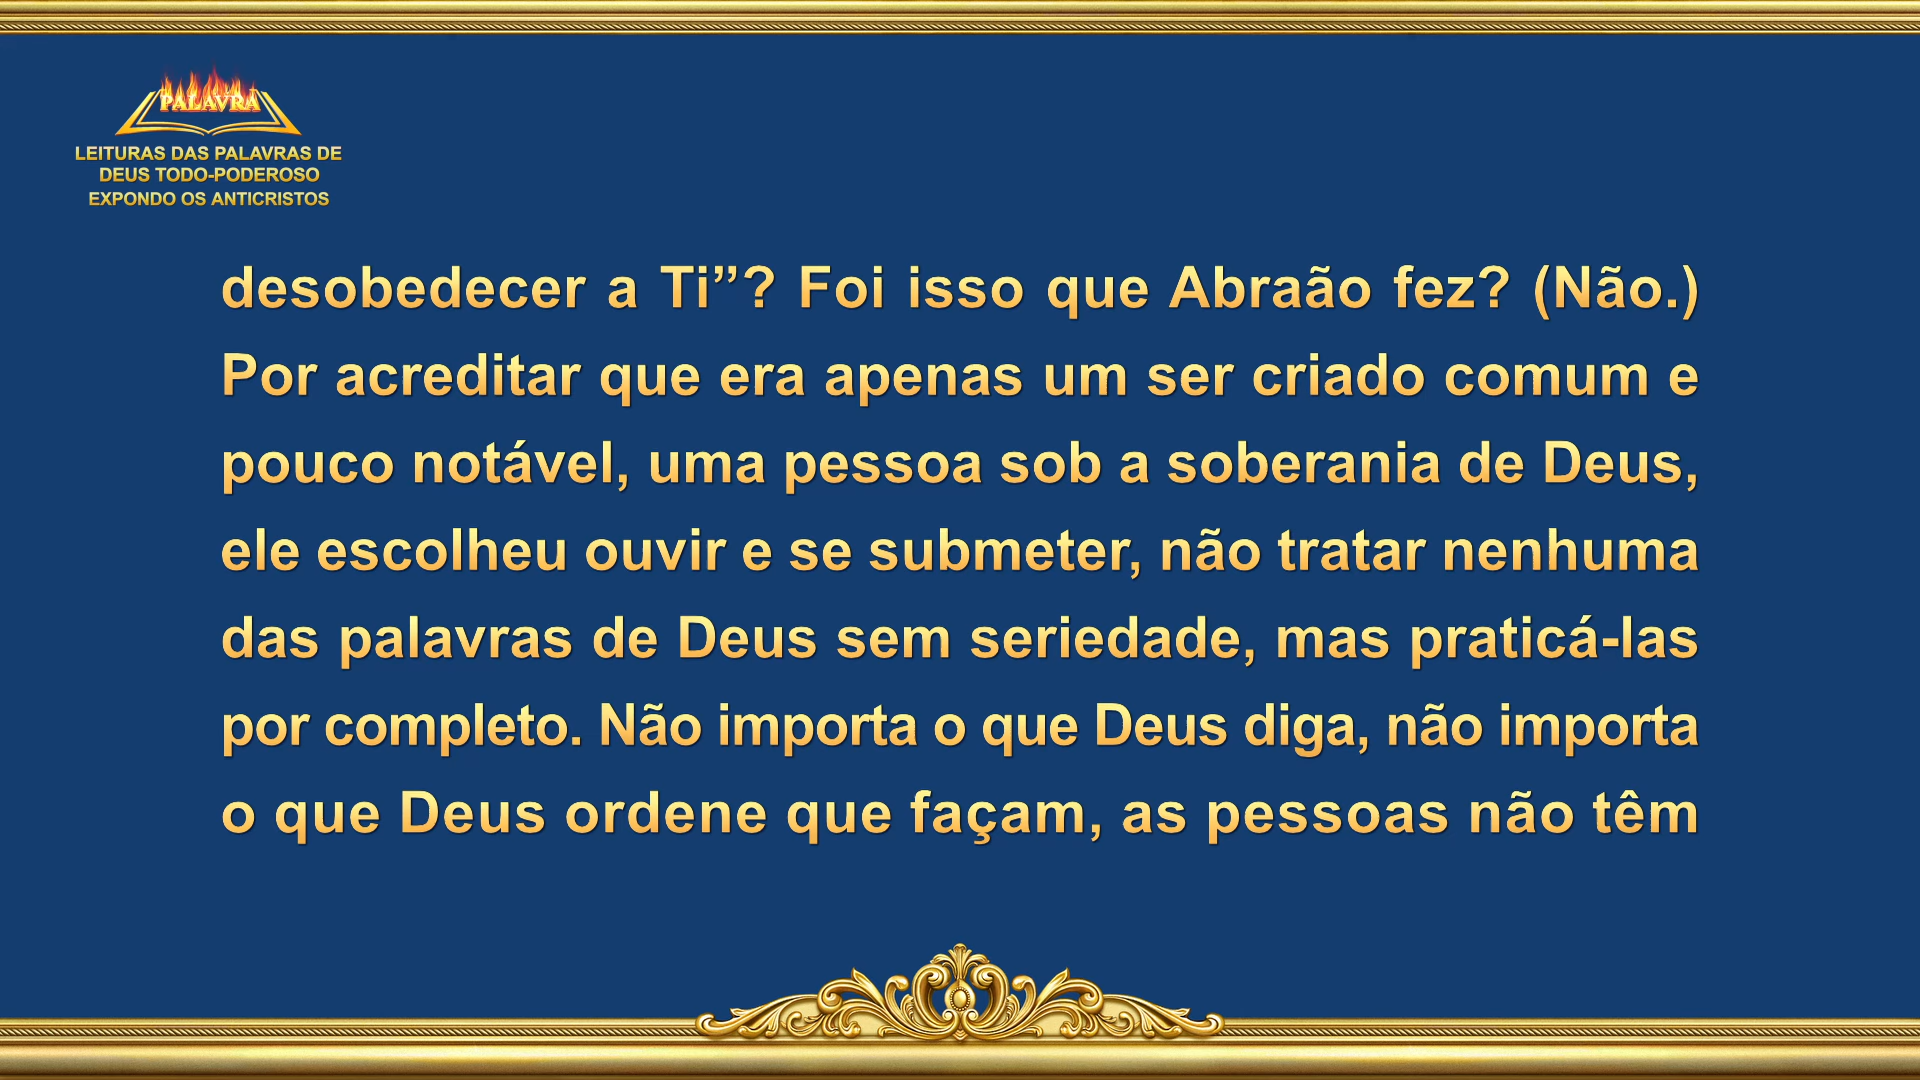 PALAVRA
LEITURAS DAS PALAVRAS DE
DEUS TODO-PODEROSO
EXPONDO OS ANTICRISTOS
desobedecer a Ti”? Foi isso que Abraão fez? (Não.)
Por acreditar que era apenas um ser criado comum e
pouco notável, uma pessoa sob a soberania de Deus,
ele escolheu ouvir e se submeter, não tratar nenhuma
das palavras de Deus sem seriedade, mas praticá-las
por completo. Não importa o que Deus diga, não importa
o que Deus ordene que façam, as pessoas não têm